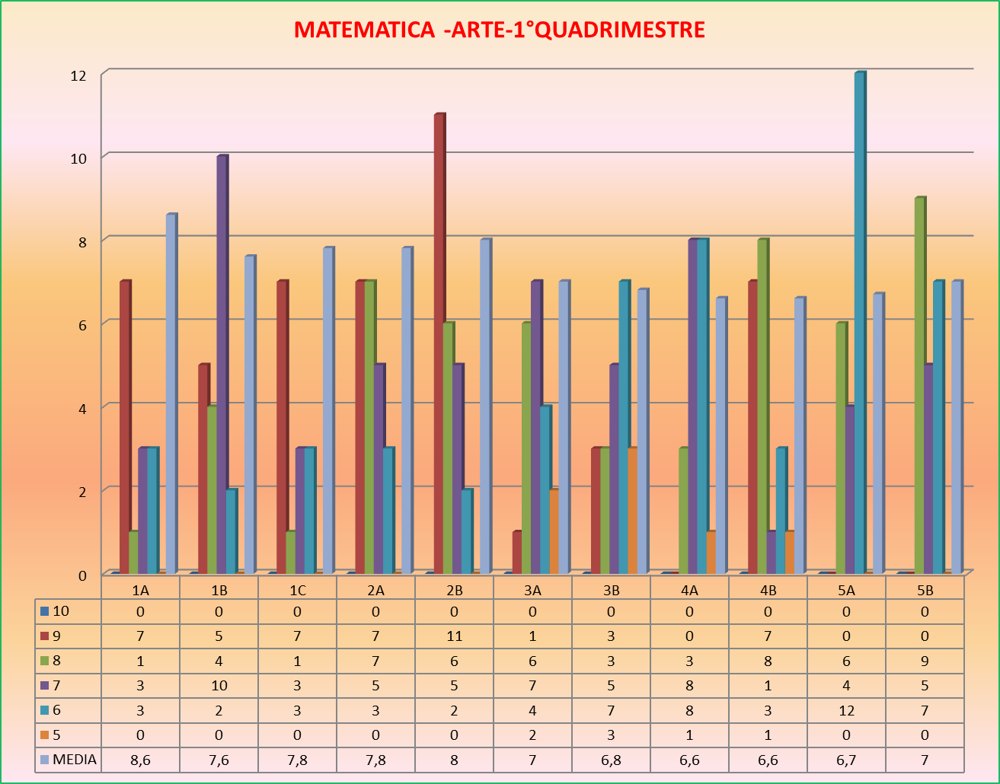 MATEMATICA -ARTE-1°QUADRIMESTRE
12
10
8
6
4
2
0
1A 1B 1C 2A 2B 3A 3B 4A 4B 5A 5B
10 0 0 0 0 0 0 0 0 0 0 0
9 7 5 7 7 11 1 3 0 7 0 0
8 1 4 1 7 6 6 3 3 8 6 9
7 3 10 3 5 5 7 5 8 1 4 5
6 3 2 3 3 2 4 7 8 3 12 7
5 0 0 0 0 0 2 3 1 1 0 0
MEDIA 8,6 7,6 7,8 7,8 8 7 6,8 6,6 6,6 6,7 7